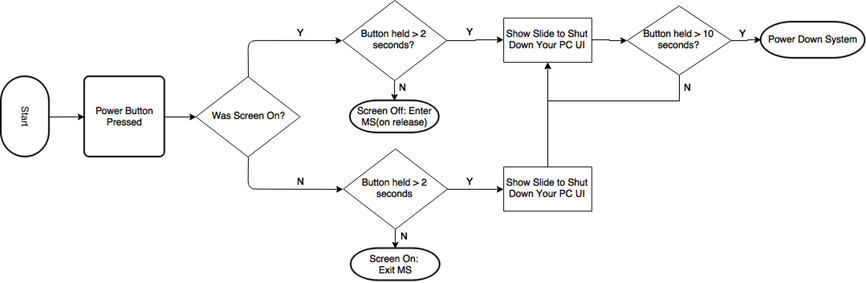 Start
Power Button
Pressed
Was Screen On?
Y
N
Button held > 2
seconds?
Y
N
Screen Off: Enter
MS(on release)
Show Slide to Shut
Down Your PC UI
Button held > 10
seconds?
Y
N
Power Down System
Button held > 2
seconds
Y
N
Screen On:
Exit MS
Show Slide to Shut
Down Your PC UI